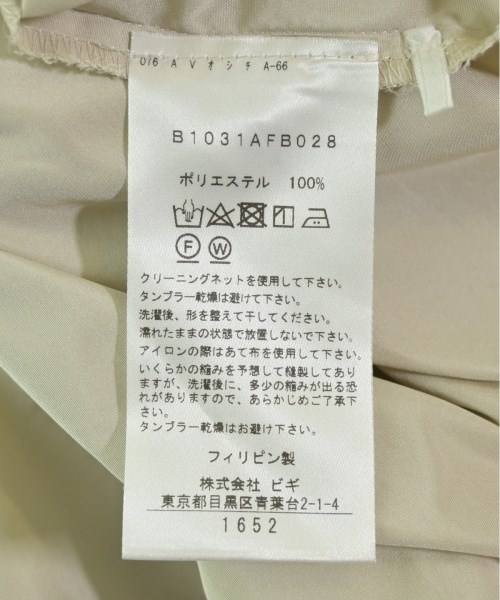 076 A V オ シ チ A-66
B1031AFB028
ポリエステル 100%
F W
クリーニングネットを使用して下さい。
タンブラー乾燥は避けて下さい。
洗濯後、形を整えて干してください。
濡れたままの状態で放置しないで下さい。
アイロンの際はあて布を使用して下さい。
いくらかの縮みを予想して縫製してあり
ますが、洗濯後に、多少の縮みが出る恐
れがありますので、あらかじめご了承下
さい。
タンブラー乾燥はお避け下さい。
フィリピン製
株式会社 ビギ
東京都目黒区青葉台2-1-4
1652